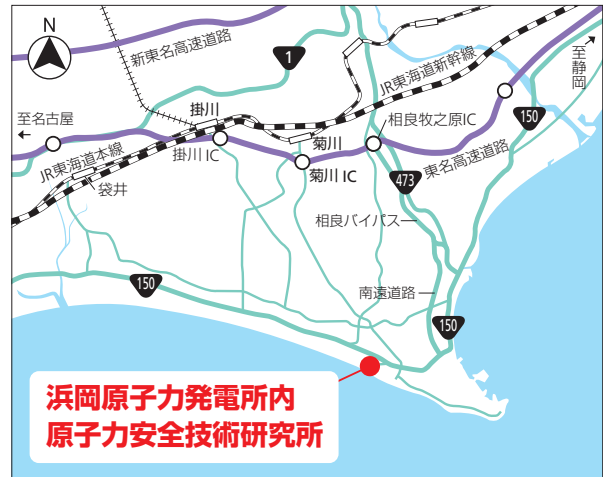 N
新東名高速道路
1
JR東海道新幹線
至静岡
至名古屋
掛川
菊川
相良牧之原IC
150
JR東海道本線
掛川 IC
菊川 IC
東名高速道路
袋井
473
相良バイパス
南遠道路
150
150
浜岡原子力発電所内
原子力安全技術研究所